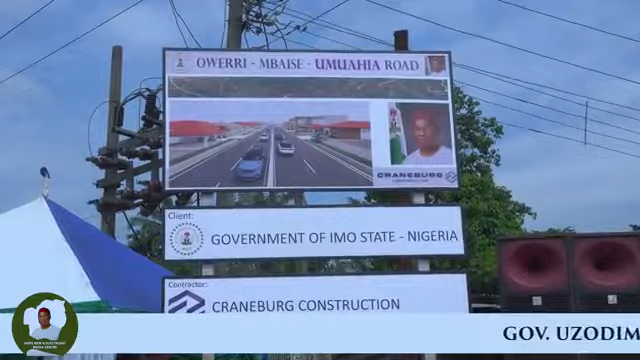 OWERRI - MBAISE - UMUAHIA ROAD
CRANEBURG
Client:
GOVERNMENT OF IMO STATE - NIGERIA
Contractor:
CRANEBURG CONSTRUCTION
GOV. UZODIM